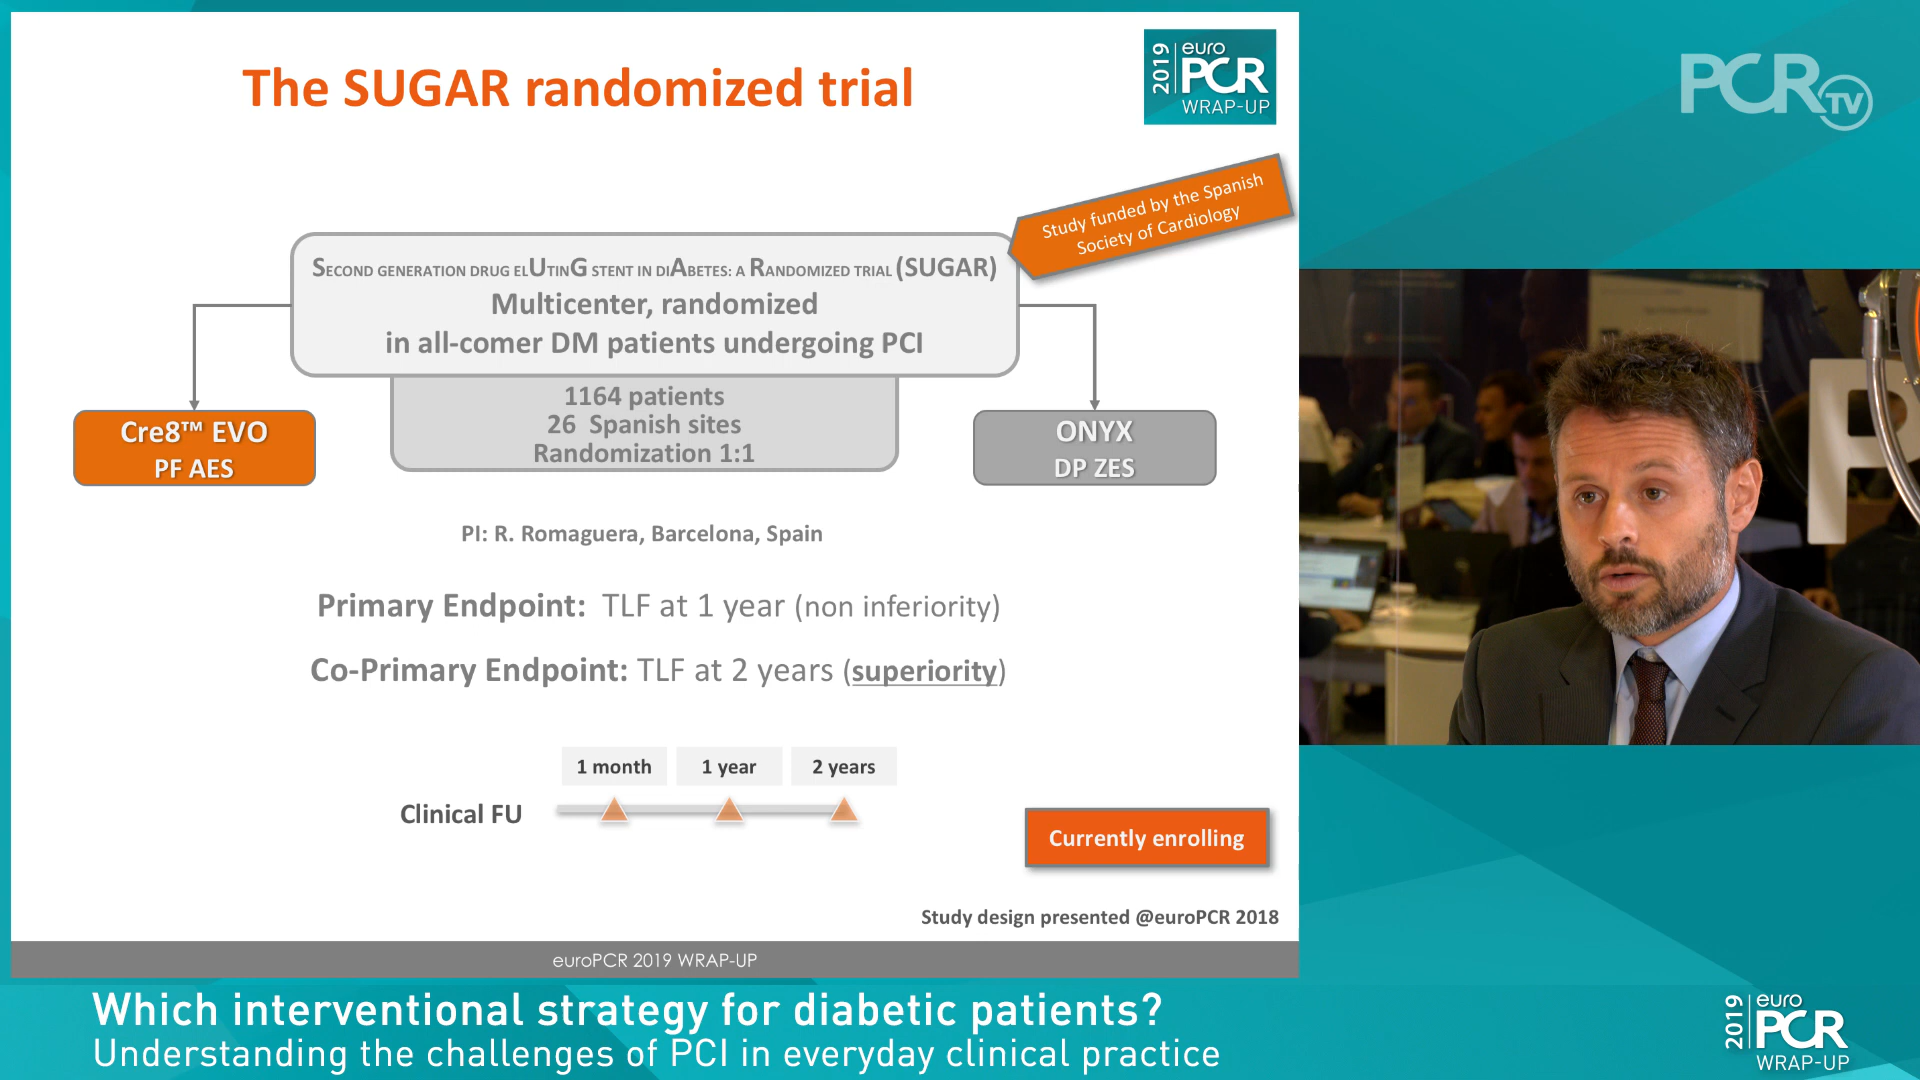 The SUGAR randomized trial
2019 euro PCR WRAP-UP
PCR TV
Study funded by the Spanish
Society of Cardiology
SECOND GENERATION DRUG ELUTING STENT IN DIABETES: A RANDOMIZED TRIAL (SUGAR)
Multicenter, randomized
in all-comer DM patients undergoing PCI
1164 patients
26 Spanish sites
Randomization 1:1
Cre8™ EVO
PF AES
ONYX
DP ZES
PI: R. Romaguera, Barcelona, Spain
Primary Endpoint: TLF at 1 year (non inferiority)
Co-Primary Endpoint: TLF at 2 years (superiority)
1 month 1 year 2 years
Clinical FU
Currently enrolling
Study design presented @euroPCR 2018
euroPCR 2019 WRAP-UP
Which interventional strategy for diabetic patients?
Understanding the challenges of PCI in everyday clinical practice
2019 euro PCR WRAP-UP
P